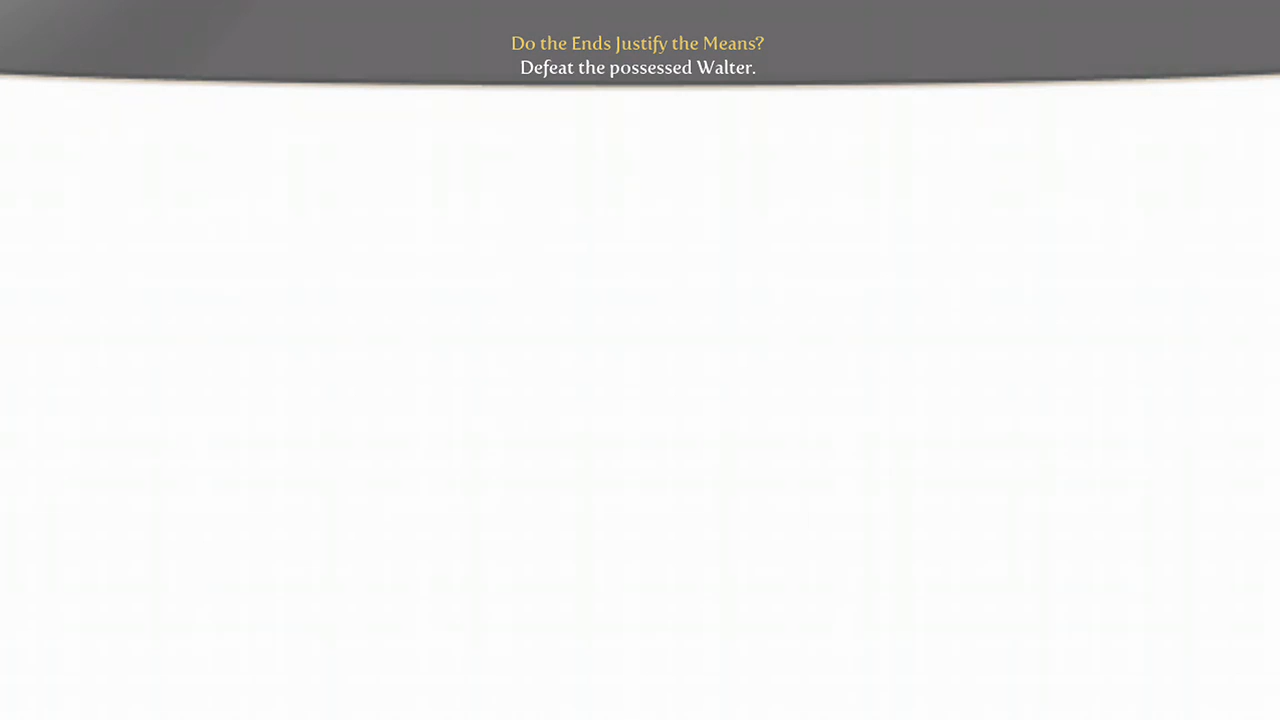 Do the Ends Justify the Means?
Defeat the possessed Walter.